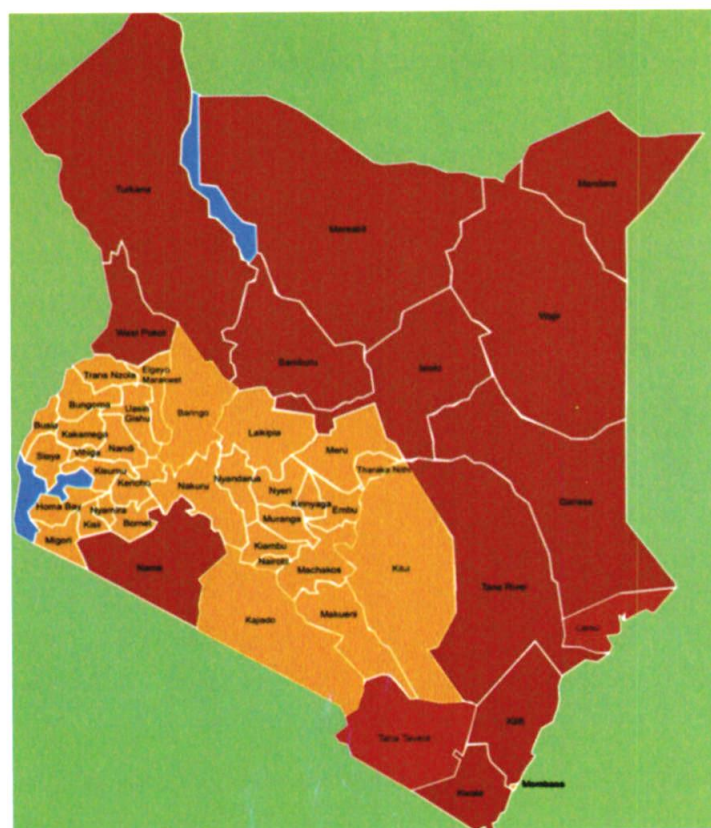 Turkana
Marsabit
Mandera
Wajir
West Pokot
Samburu
Isiolo
Trans Nzoia
Elgeyo
Marakwet
Bungoma
Uasin
Gishu
Baringo
Busia
Kakamega
Laikipia
Siaya
Vihiga
Nandi
Meru
Kisumu
Tharaka Nithi
Kericho
Nakuru
Nyandarua
Nyeri
Garissa
Homa Bay
Nyamira
Kirinyaga
Embu
Kisii
Bomet
Muranga
Migori
Kiambu
Narok
Nairobi
Machakos
Kitui
Tana River
Makueni
Kajiado
Lamu
Kilifi
Taita Taveta
Mombasa
Kwale